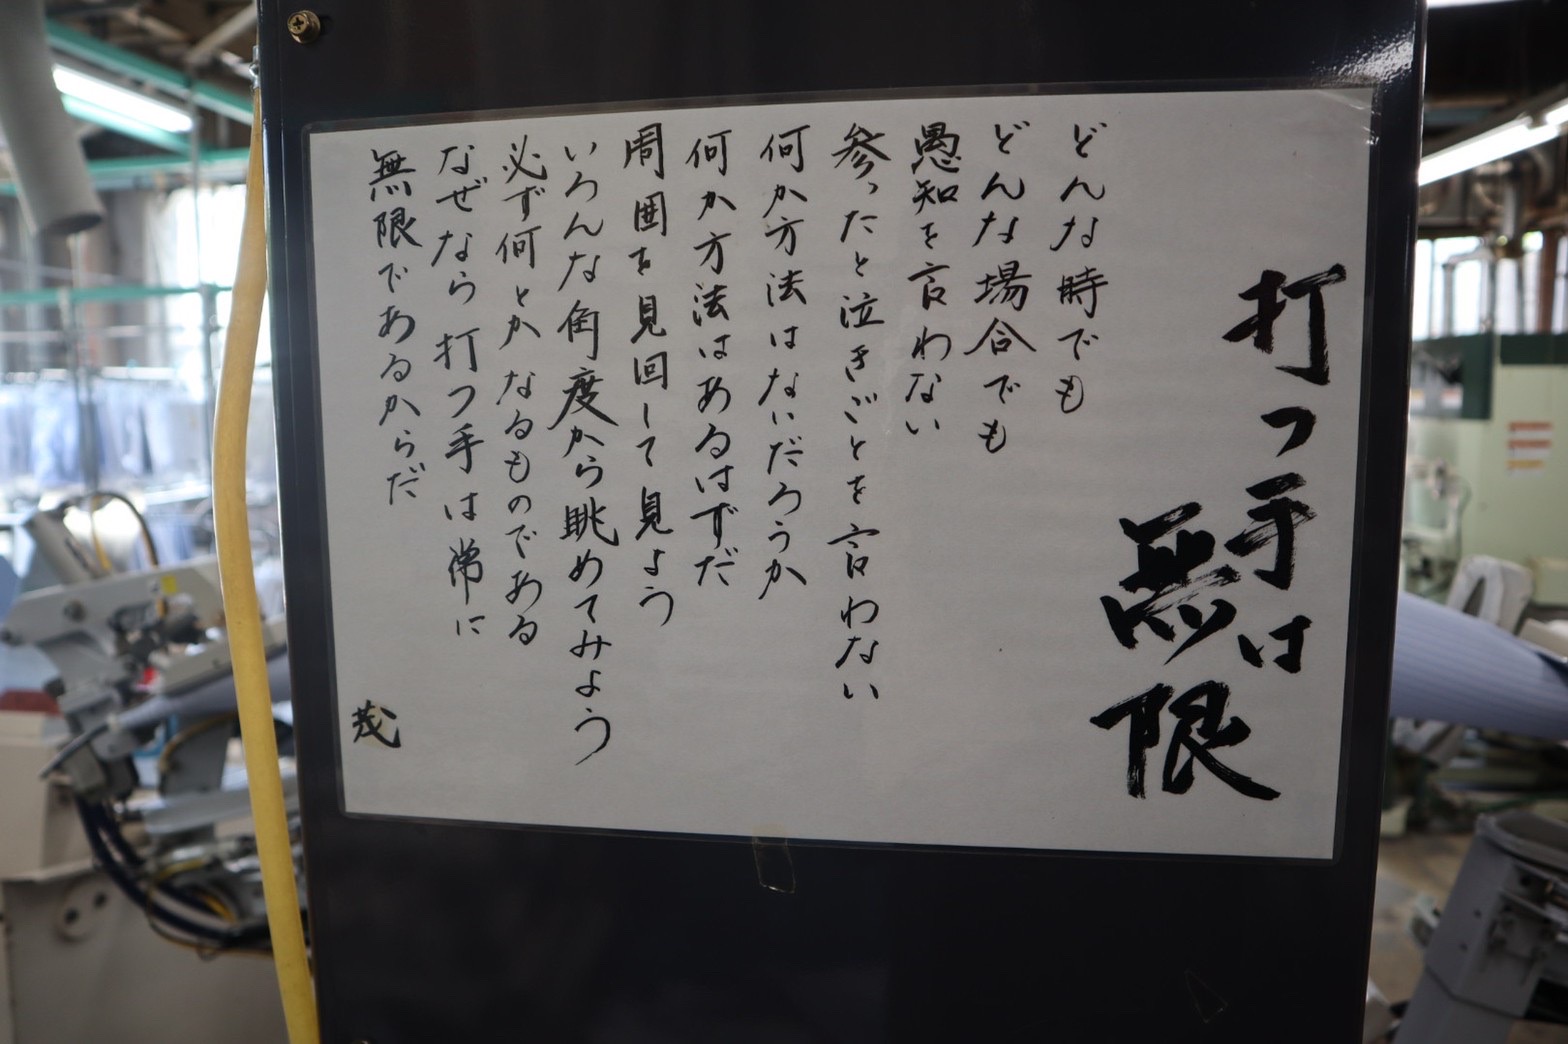 打つ手は
無限
どんな時でも
どんな場合でも
愚知を言わない
参ったと泣きごとを言わない
何か方法はないだろうか
何か方法はあるはずだ
周囲を見回して見よう
いろんな角度から眺めてみよう
必ず何とかなるものである
なぜなら打つ手は常に
無限であるからだ
茂